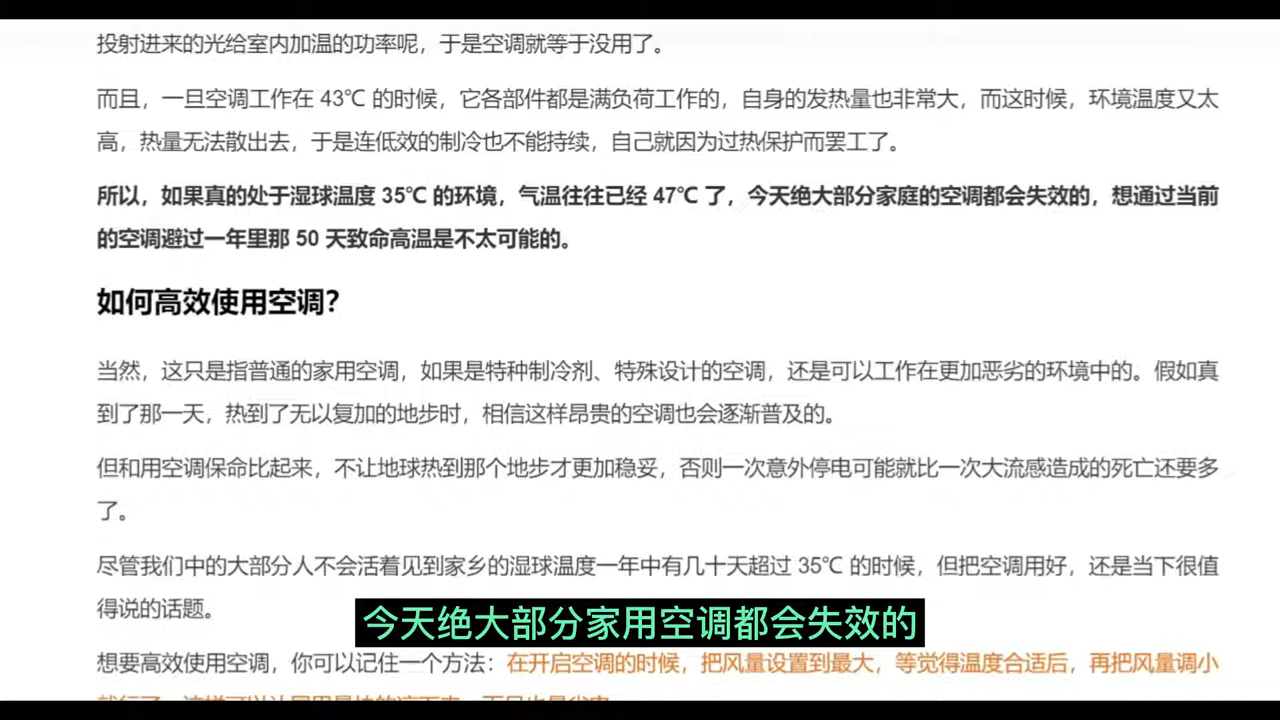 投射进来的光给室内加温的功率呢，于是空调就等于没用了。
而且，一旦空调工作在 43℃ 的时候，它各部件都是满负荷工作的，自身的发热量也非常大，而这时候，环境温度又太
高，热量无法散出去，于是连低效的制冷也不能持续，自己就因为过热保护而罢工了。
所以，如果真的处于湿球温度 35℃ 的环境，气温往往已经 47℃ 了，今天绝大部分家庭的空调都会失效的，想通过当前
的空调避过一年里那 50 天致命高温是不太可能的。
如何高效使用空调？
当然，这只是指普通的家用空调，如果是特种制冷剂、特殊设计的空调，还是可以工作在更加恶劣的环境中的。假如真
到了那一天，热到了无以复加的地步时，相信这样昂贵的空调也会逐渐普及的。
但和用空调保命比起来，不让地球热到那个地步才更加稳妥，否则一次意外停电可能就比一次大流感造成的死亡还要多
了。
尽管我们中的大部分人不会活着见到家乡的湿球温度一年中有几十天超过 35℃ 的时候，但把空调用好，还是当下很值
得说的话题。
今天绝大部分家用空调都会失效的
想要高效使用空调，你可以记住一个方法：在开启空调的时候，把风量设置到最大，等觉得温度合适后，再把风量调小